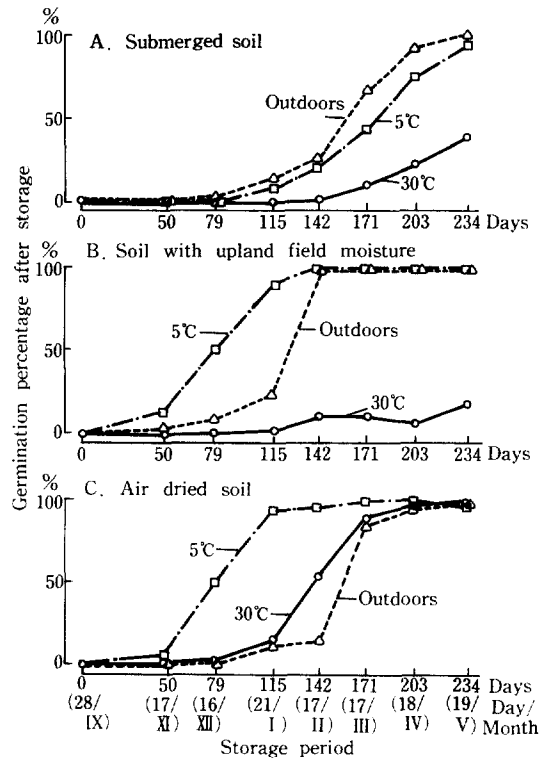 %
100
A. Submerged soil
Outdoors
5℃
50
30℃
0
0 50 79 115 142 171 203 234 Days
Germination percentage after storage
%
B. Soil with upland field moisture
100
5℃
Outdoors
50
30℃
0
0 50 79 115 142 171 203 234 Days
C. Air dried soil
100
5℃
50
30℃
Outdoors
0
0 50 79 115 142 171 203 234 Days
(28/ (17/ (16/ (21/ (17/ (17/ (18/ (19/ Day/
IX) XI) XII) I) II) III) IV) V) Month
Storage period